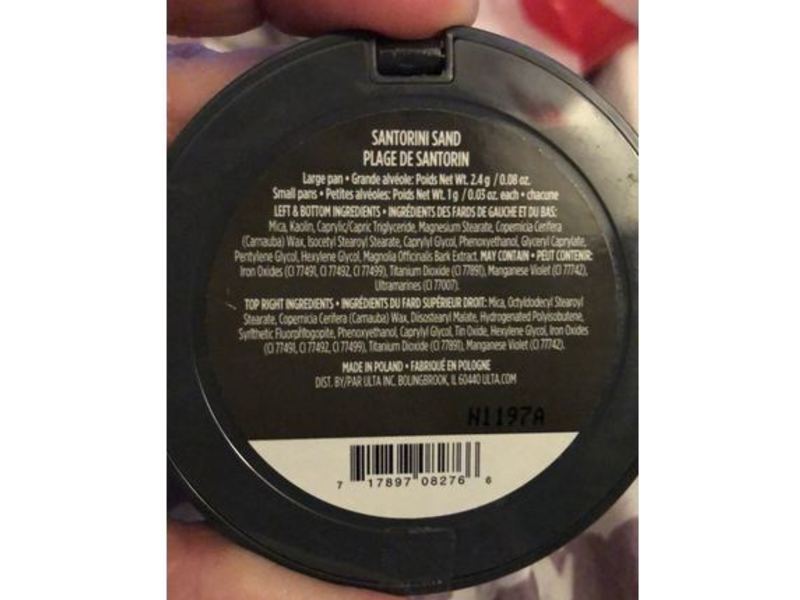 SANTORINI SAND
PLAGE DE SANTORIN
Large pan • Grande alvéole: Poids Net Wt. 2.4 g / 0.08 oz.
Small pans • Petites alvéoles: Poids Net Wt. 1 g / 0.03 oz. each • chacune
LEFT & BOTTOM INGREDIENTS • INGRÉDIENTS DES FARDS DE GAUCHE ET DU BAS:
Mica, Kaolin, Caprylic/Capric Triglyceride, Magnesium Stearate, Copernicia Cerifera
(Carnauba) Wax, Isocetyl Stearoyl Stearate, Caprylyl Glycol, Phenoxyethanol, Glyceryl Caprylate,
Pentylene Glycol, Hexylene Glycol, Magnolia Officinalis Bark Extract. MAY CONTAIN • PEUT CONTENIR:
Iron Oxides (CI 77491, CI 77492, CI 77499), Titanium Dioxide (CI 77891), Manganese Violet (CI 77742),
Ultramarines (CI 77007).
TOP RIGHT INGREDIENTS • INGRÉDIENTS DU FARD SUPÉRIEUR DROIT: Mica, Octyldodecyl Stearoyl
Stearate, Copernicia Cerifera (Carnauba) Wax, Diisostearyl Malate, Hydrogenated Polyisobutene,
Synthetic Fluorphlogopite, Phenoxyethanol, Caprylyl Glycol, Tin Oxide, Hexylene Glycol, Iron Oxides
(CI 77491, CI 77492, CI 77499), Titanium Dioxide (CI 77891), Manganese Violet (CI 77742).
MADE IN POLAND • FABRIQUÉ EN POLOGNE
DIST. BY/PAR ULTA INC. BOLINGBROOK, IL 60440 ULTA.COM
N1197A
7 17897 08276 6